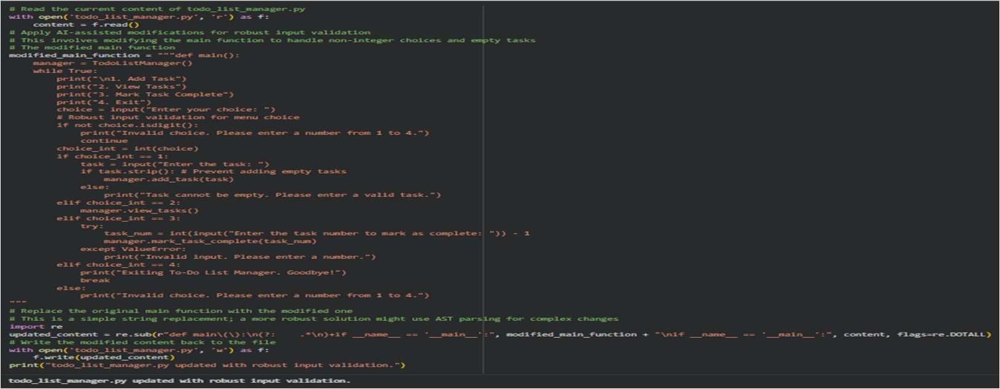 # Read the current content of todo_list_manager.py
with open('todo_list_manager.py', 'r') as f:
    content = f.read()
# Apply AI-assisted modifications for robust input validation
# This involves modifying the main function to handle non-integer choices and empty tasks
# The modified main function
modified_main_function = """def main():
    manager = TodoListManager()
    while True:
        print("\n1. Add Task")
        print("2. View Tasks")
        print("3. Mark Task Complete")
        print("4. Exit")
        choice = input("Enter your choice: ")
        # Robust input validation for menu choice
        if not choice.isdigit():
            print("Invalid choice. Please enter a number from 1 to 4.")
            continue
        choice_int = int(choice)
        if choice_int == 1:
            task = input("Enter the task: ")
            if task.strip(): # Prevent adding empty tasks
                manager.add_task(task)
            else:
                print("Task cannot be empty. Please enter a valid task.")
        elif choice_int == 2:
            manager.view_tasks()
        elif choice_int == 3:
            try:
                task_num = int(input("Enter the task number to mark as complete: ")) - 1
                manager.mark_task_complete(task_num)
            except ValueError:
                print("Invalid input. Please enter a number.")
        elif choice_int == 4:
            print("Exiting To-Do List Manager. Goodbye!")
            break
        else:
            print("Invalid choice. Please enter a number from 1 to 4.")
"""
# Replace the original main function with the modified one
# This is a simple string replacement; a more robust solution might use AST parsing for complex changes
import re
updated_content = re.sub(r"def main\(\):\n(?:    .*\n)+if __name__ == '__main__':", modified_main_function + "\nif __name__ == '__main__':", content, flags=re.DOTALL)
# Write the modified content back to the file
with open('todo_list_manager.py', 'w') as f:
    f.write(updated_content)
print("todo_list_manager.py updated with robust input validation.")
todo_list_manager.py updated with robust input validation.